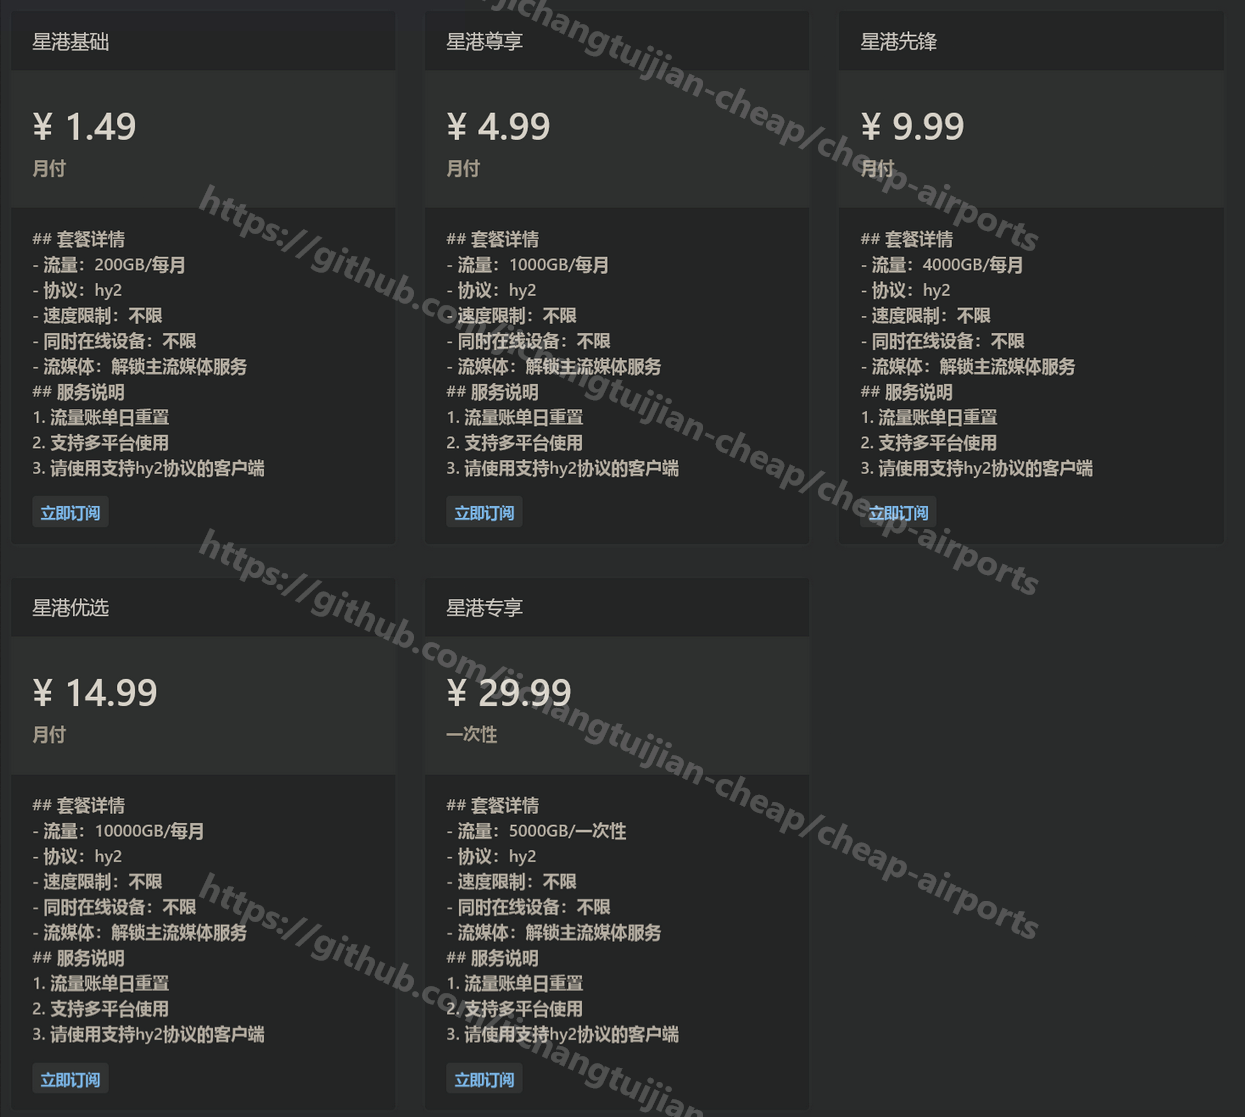 星港基础
¥ 1.49
月付
## 套餐详情
- 流量：200GB/每月
- 协议：hy2
- 速度限制：不限
- 同时在线设备：不限
- 流媒体：解锁主流媒体服务
## 服务说明
1. 流量账单日重置
2. 支持多平台使用
3. 请使用支持hy2协议的客户端
立即订阅
星港尊享
¥ 4.99
月付
## 套餐详情
- 流量：1000GB/每月
- 协议：hy2
- 速度限制：不限
- 同时在线设备：不限
- 流媒体：解锁主流媒体服务
## 服务说明
1. 流量账单日重置
2. 支持多平台使用
3. 请使用支持hy2协议的客户端
立即订阅
星港先锋
¥ 9.99
月付
## 套餐详情
- 流量：4000GB/每月
- 协议：hy2
- 速度限制：不限
- 同时在线设备：不限
- 流媒体：解锁主流媒体服务
## 服务说明
1. 流量账单日重置
2. 支持多平台使用
3. 请使用支持hy2协议的客户端
立即订阅
星港优选
¥ 14.99
月付
## 套餐详情
- 流量：10000GB/每月
- 协议：hy2
- 速度限制：不限
- 同时在线设备：不限
- 流媒体：解锁主流媒体服务
## 服务说明
1. 流量账单日重置
2. 支持多平台使用
3. 请使用支持hy2协议的客户端
立即订阅
星港专享
¥ 29.99
一次性
## 套餐详情
- 流量：5000GB/一次性
- 协议：hy2
- 速度限制：不限
- 同时在线设备：不限
- 流媒体：解锁主流媒体服务
## 服务说明
1. 流量账单日重置
2. 支持多平台使用
3. 请使用支持hy2协议的客户端
立即订阅
/jichangtuijian-cheap/cheap-airports
https://github.com/jichangtuijian-cheap/cheap-airports
https://github.com/jichangtuijian-cheap/cheap-airports
https://github.com/jichangtuijian